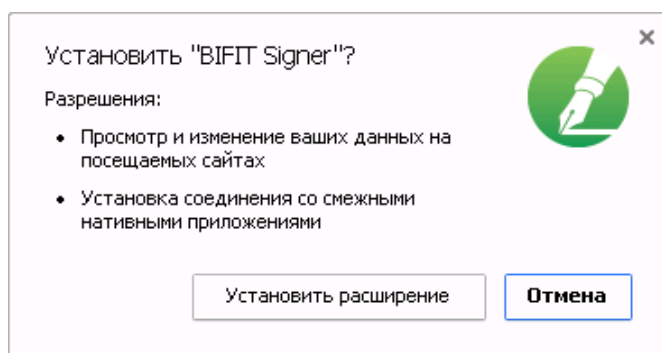 Установить "BIFIT Signer"?
Разрешения:
• Просмотр и изменение ваших данных на
посещаемых сайтах
• Установка соединения со смежными
нативными приложениями
Установить расширение
Отмена